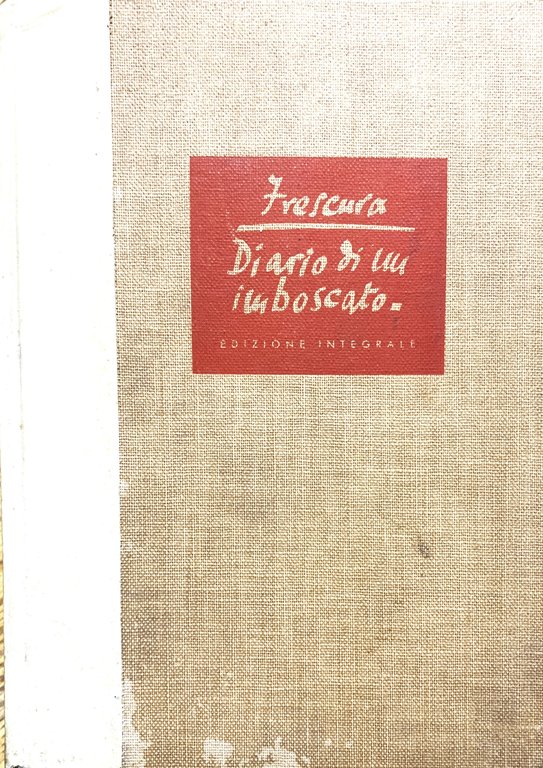 Frescura
Diario di un
imboscato.
EDIZIONE INTEGRALE